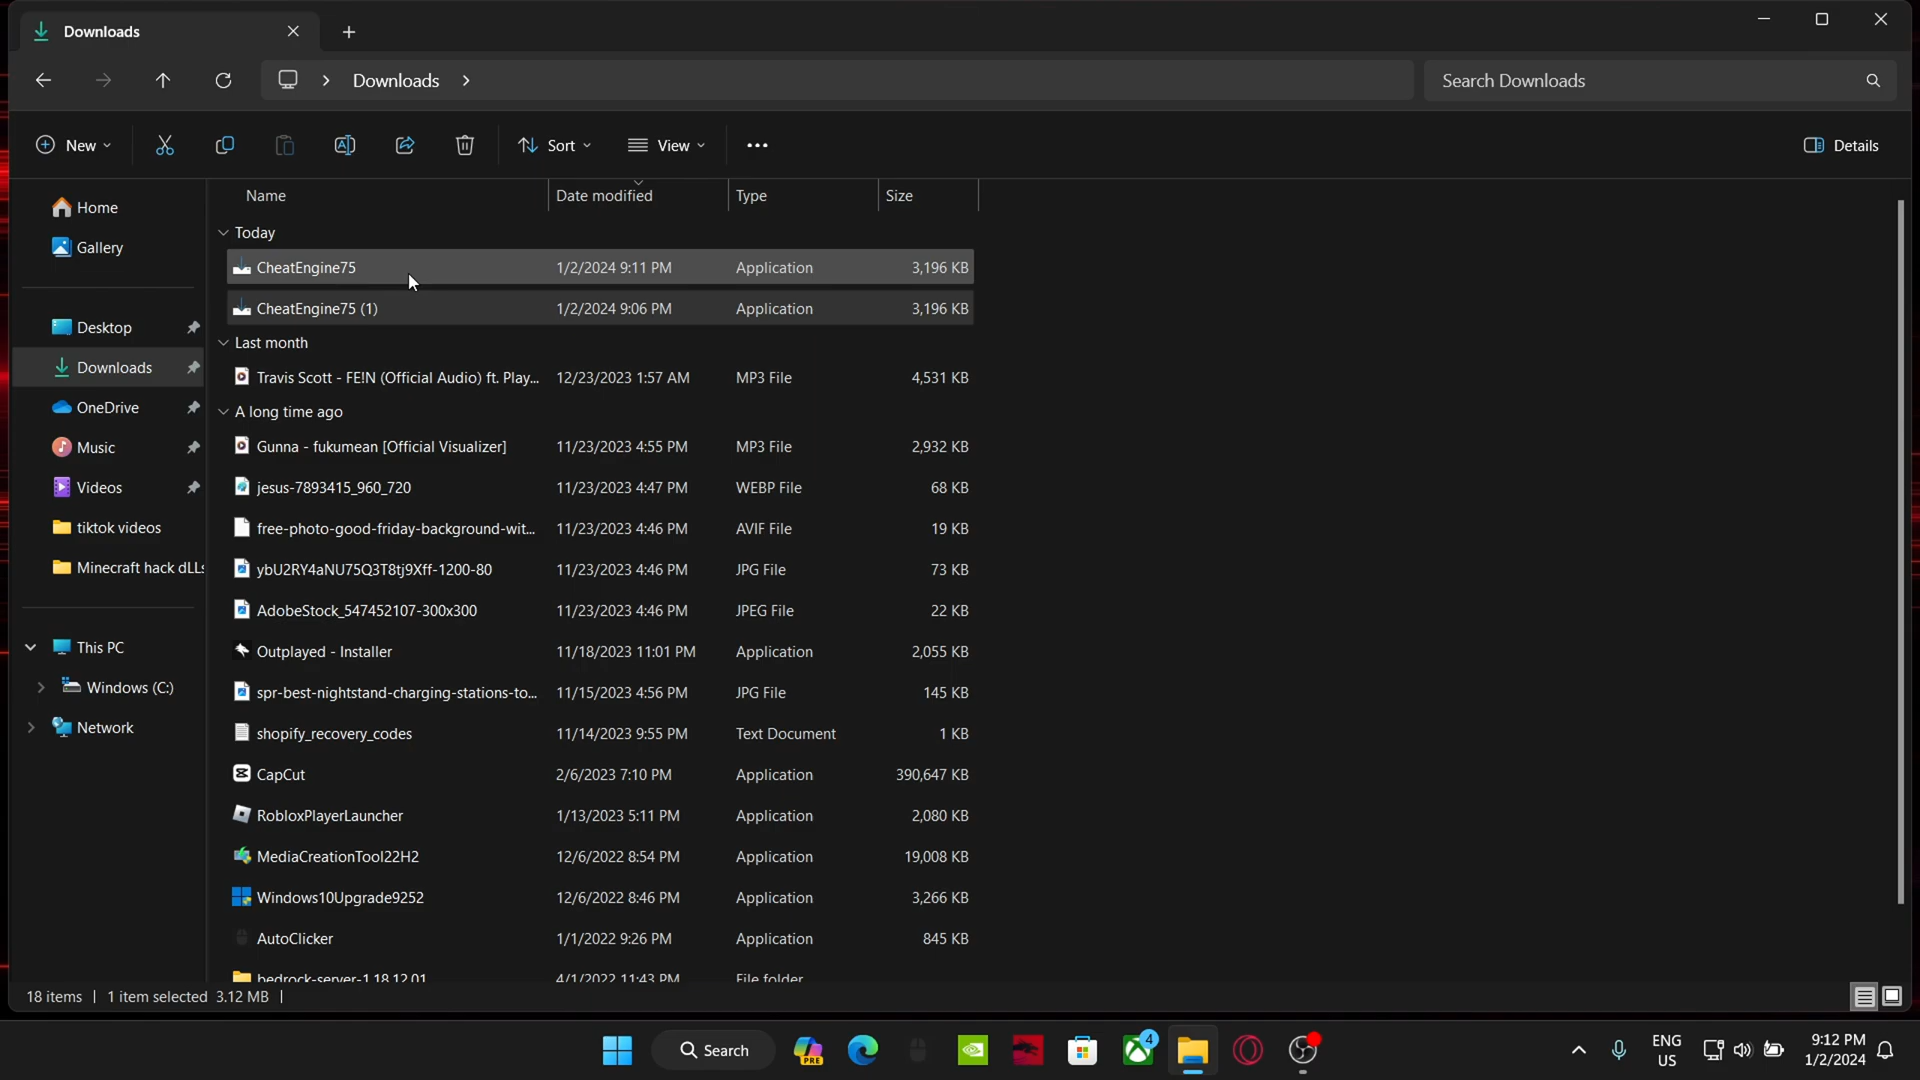 Downloads
Downloads
Search Downloads
New
Sort
View
Details
Name Date modified Type Size
Home
Gallery
Desktop
Downloads
OneDrive
Music
Videos
tiktok videos
Minecraft hack dLLs
This PC
Windows (C:)
Network
Today
CheatEngine75 1/2/2024 9:11 PM Application 3,196 KB
CheatEngine75 (1) 1/2/2024 9:06 PM Application 3,196 KB
Last month
Travis Scott - FE!N (Official Audio) ft. Play... 12/23/2023 1:57 AM MP3 File 4,531 KB
A long time ago
Gunna - fukumean [Official Visualizer] 11/23/2023 4:55 PM MP3 File 2,932 KB
jesus-7893415_960_720 11/23/2023 4:47 PM WEBP File 68 KB
free-photo-good-friday-background-wit... 11/23/2023 4:46 PM AVIF File 19 KB
ybU2RY4aNU75Q3T8tj9Xff-1200-80 11/23/2023 4:46 PM JPG File 73 KB
AdobeStock_547452107-300x300 11/23/2023 4:46 PM JPEG File 22 KB
Outplayed - Installer 11/18/2023 11:01 PM Application 2,055 KB
spr-best-nightstand-charging-stations-to... 11/15/2023 4:56 PM JPG File 145 KB
shopify_recovery_codes 11/14/2023 9:55 PM Text Document 1 KB
CapCut 2/6/2023 7:10 PM Application 390,647 KB
RobloxPlayerLauncher 1/13/2023 5:11 PM Application 2,080 KB
MediaCreationTool22H2 12/6/2022 8:54 PM Application 19,008 KB
Windows10Upgrade9252 12/6/2022 8:46 PM Application 3,266 KB
AutoClicker 1/1/2022 9:26 PM Application 845 KB
bedrock-server-1.18.12.01 4/1/2022 11:43 PM File folder
18 items 1 item selected 3.12 MB
Search
PRE
4
ENG
US
9:12 PM
1/2/2024